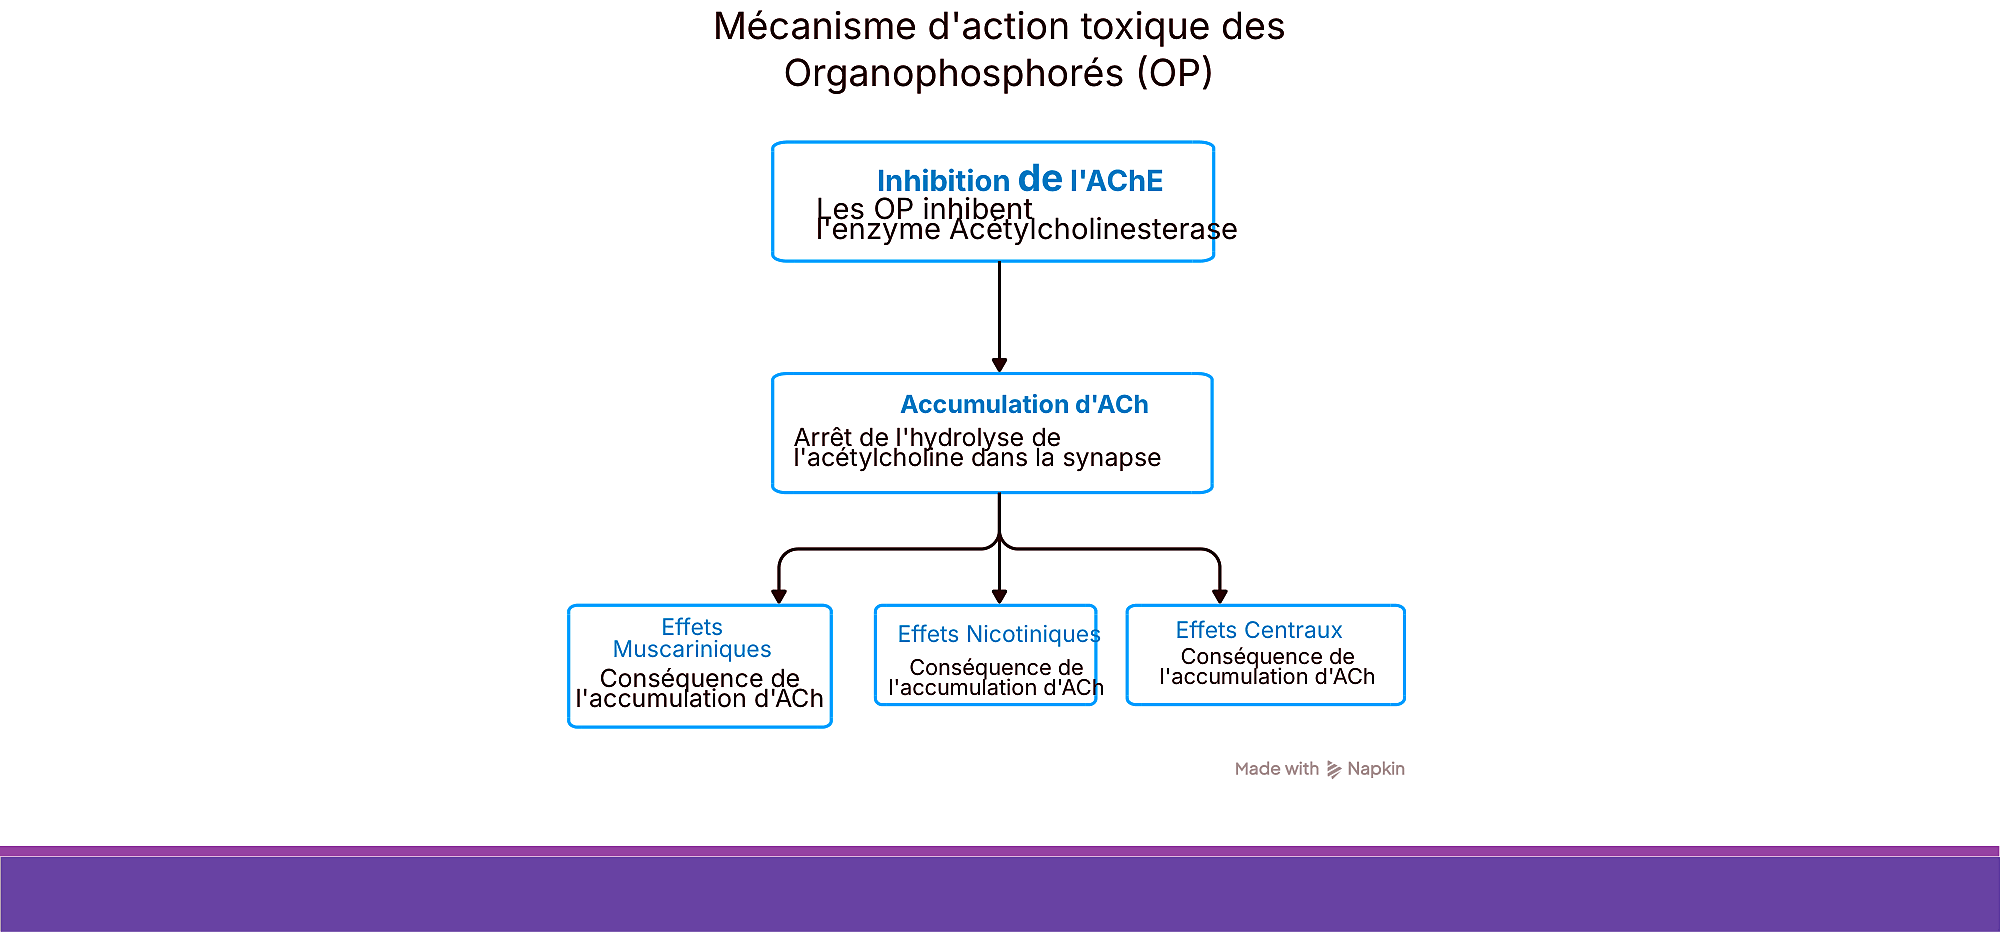 Mécanisme d'action toxique des
Organophosphorés (OP)
Inhibition de l'AChE
Les OP inhibent
l'enzyme Acétylcholinesterase
Accumulation d'ACh
Arrêt de l'hydrolyse de
l'acétylcholine dans la synapse
Effets
Muscariniques
Conséquence de
l'accumulation d'ACh
Effets Nicotiniques
Conséquence de
l'accumulation d'ACh
Effets Centraux
Conséquence de
l'accumulation d'ACh
Made with Napkin